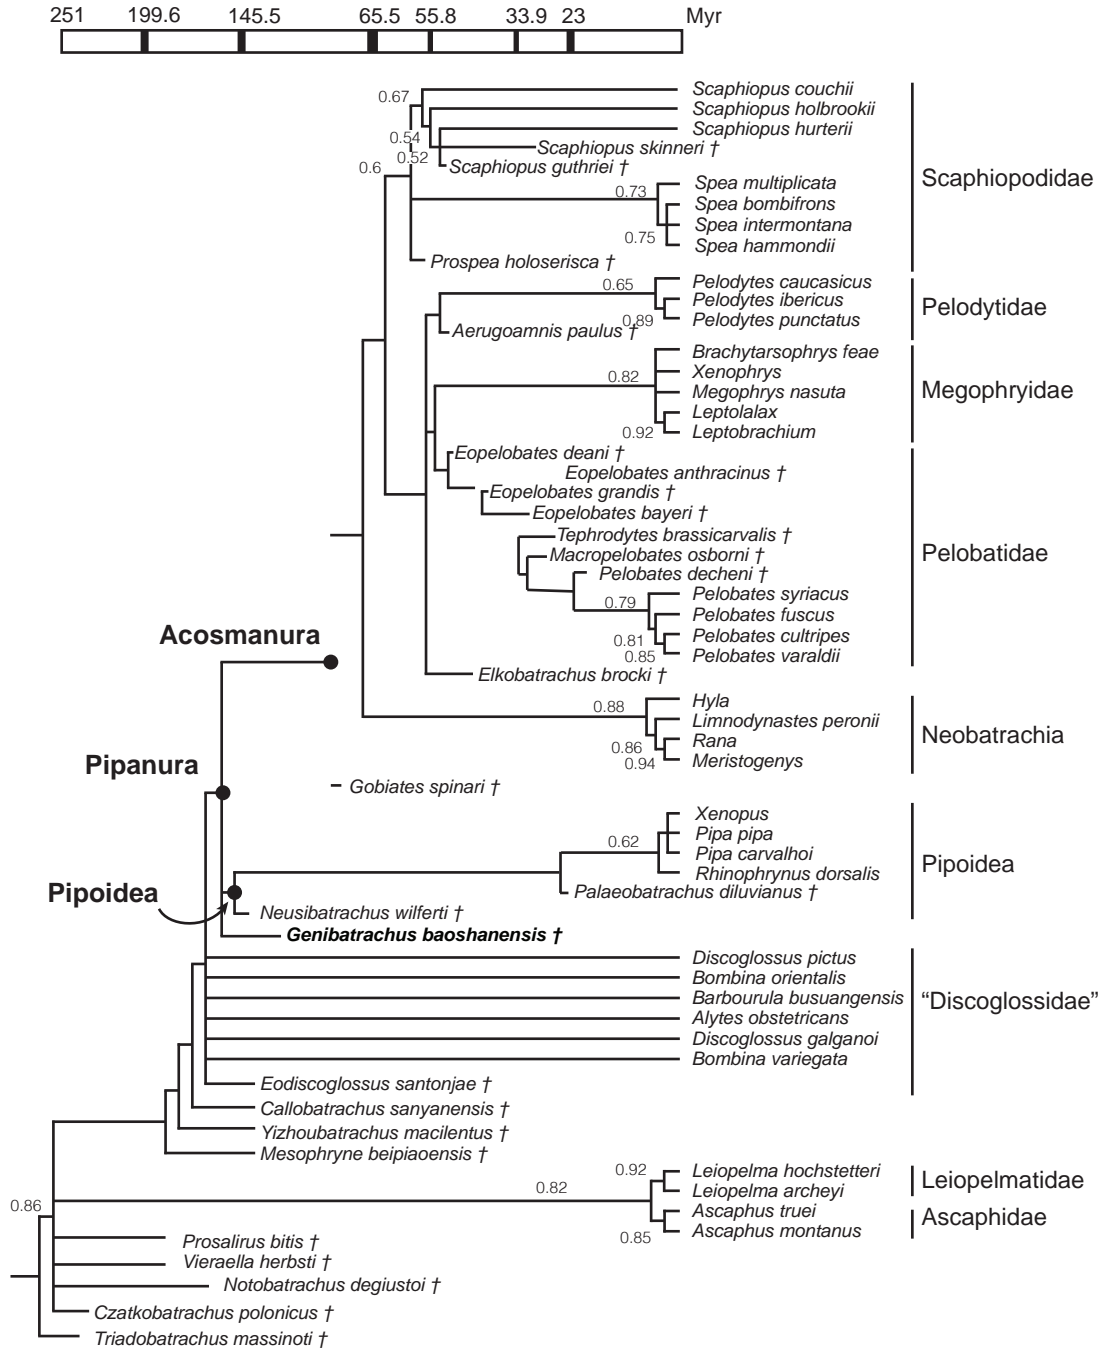 251 199.6 145.5 65.5 55.8 33.9 23 Myr
Scaphiopus couchii
0.67
Scaphiopus holbrookii
Scaphiopus hurterii
0.54
Scaphiopus skinneri †
0.52
Scaphiopus guthriei †
0.6
Scaphiopodidae
Spea multiplicata
0.73
Spea bombifrons
Spea intermontana
0.75
Spea hammondii
Prospea holoserisca †
Pelodytes caucasicus
0.65
Pelodytes ibericus
Pelodytidae
0.89
Pelodytes punctatus
Aerugoamnis paulus †
Brachytarsophrys feae
Xenophrys
0.82
Megophrys nasuta
Megophryidae
Leptolalax
0.92
Leptobrachium
Eopelobates deani †
Eopelobates anthracinus †
Eopelobates grandis †
Eopelobates bayeri †
Tephrodytes brassicarvalis †
Macropelobates osborni †
Pelobatidae
Pelobates decheni †
Pelobates syriacus
0.79
Pelobates fuscus
Acosmanura
0.81
Pelobates cultripes
0.85
Pelobates varaldii
Elkobatrachus brocki †
Hyla
0.88
Limnodynastes peronii
Neobatrachia
Rana
0.86
Meristogenys
0.94
Pipanura
Gobiates spinari †
Xenopus
Pipa pipa
0.62
Pipa carvalhoi
Pipoidea
Rhinophrynus dorsalis
Palaeobatrachus diluvianus †
Pipoidea
Neusibatrachus wilferti †
Genibatrachus baoshanensis †
Discoglossus pictus
Bombina orientalis
Barbourula busuangensis
“Discoglossidae”
Alytes obstetricans
Discoglossus galganoi
Bombina variegata
Eodiscoglossus santonjae †
Callobatrachus sanyanensis †
Yizhoubatrachus macilentus †
Mesophryne beipiaoensis †
0.92
Leiopelma hochstetteri
Leiopelmatidae
0.82
Leiopelma archeyi
0.86
Ascaphus truei
Ascaphidae
0.85
Ascaphus montanus
Prosalirus bitis †
Vieraella herbsti †
Notobatrachus degiustoi †
Czatkobatrachus polonicus †
Triadobatrachus massinoti †